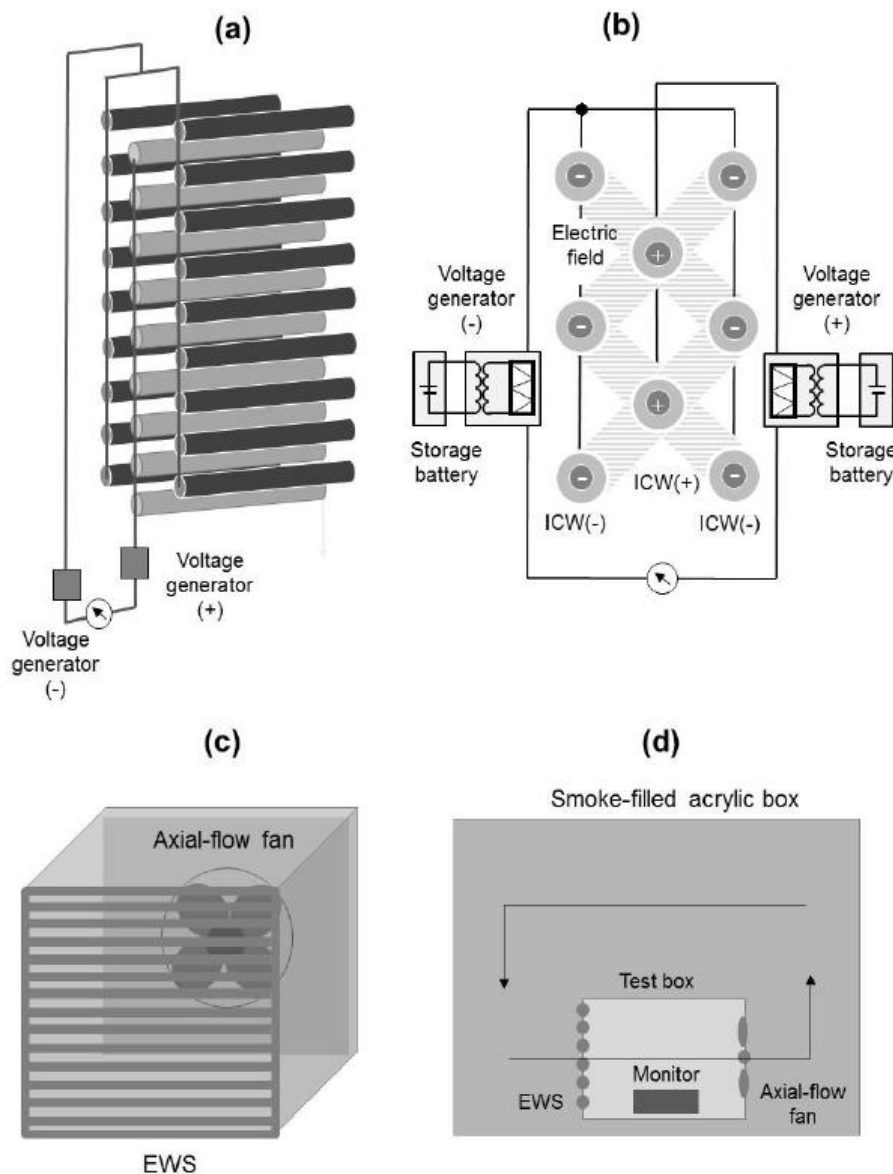 (a)
Voltage
generator
(+)
Voltage
generator
(-)
(b)
-
-
Electric
field
+
Voltage
generator
(-)
Voltage
generator
(+)
-
-
+
Storage
battery
Storage
battery
-
-
ICW(+)
ICW(-)
ICW(-)
(c)
Axial-flow fan
EWS
(d)
Smoke-filled acrylic box
Test box
Monitor
EWS
Axial-flow
fan